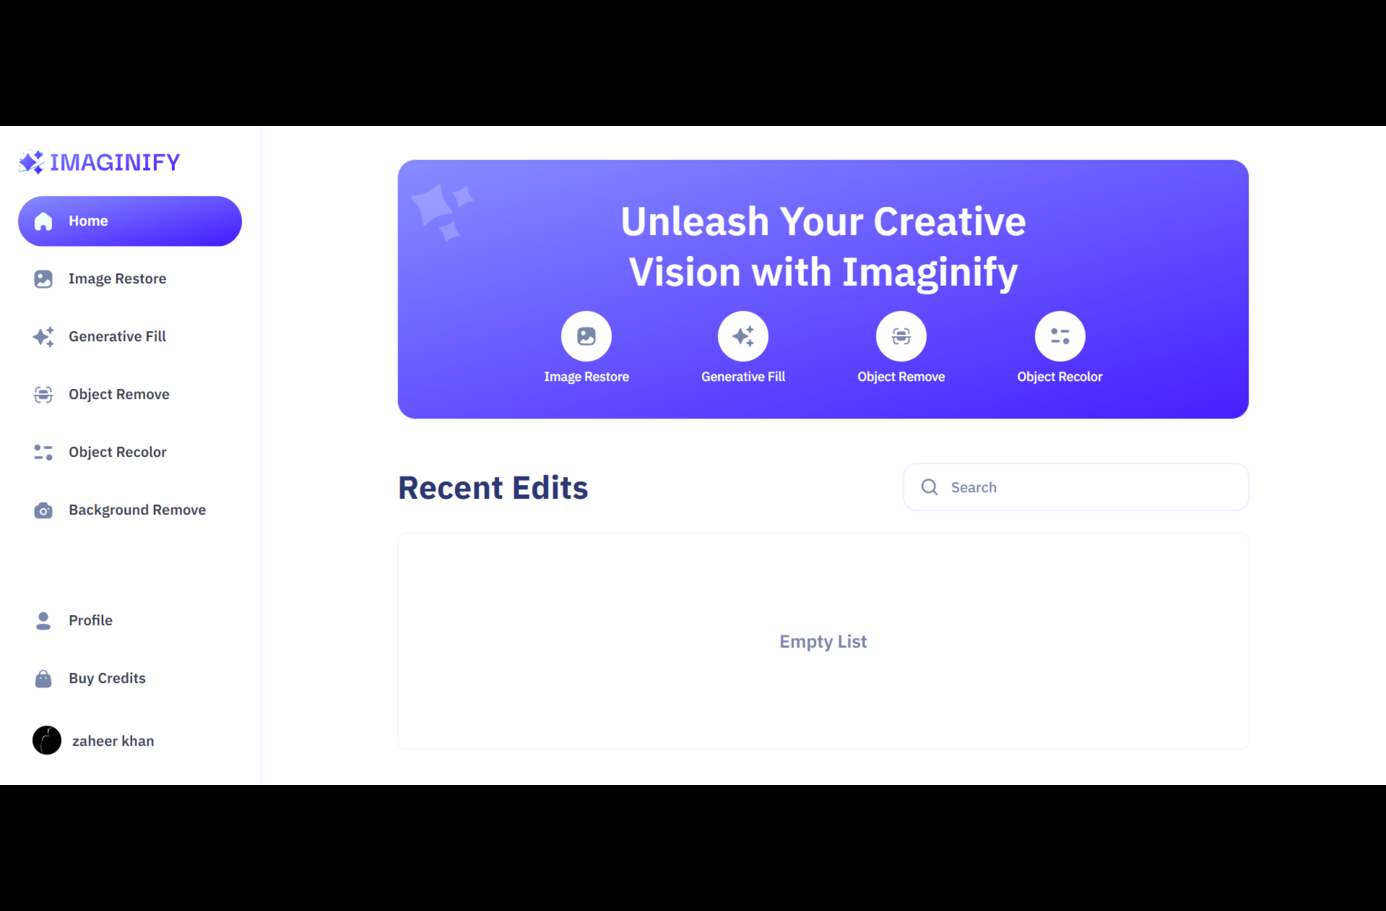 IMAGINIFY
Home
Image Restore
Generative Fill
Object Remove
Object Recolor
Background Remove
Profile
Buy Credits
zaheer khan
Unleash Your Creative
Vision with Imaginify
Image Restore
Generative Fill
Object Remove
Object Recolor
Recent Edits
Search
Empty List